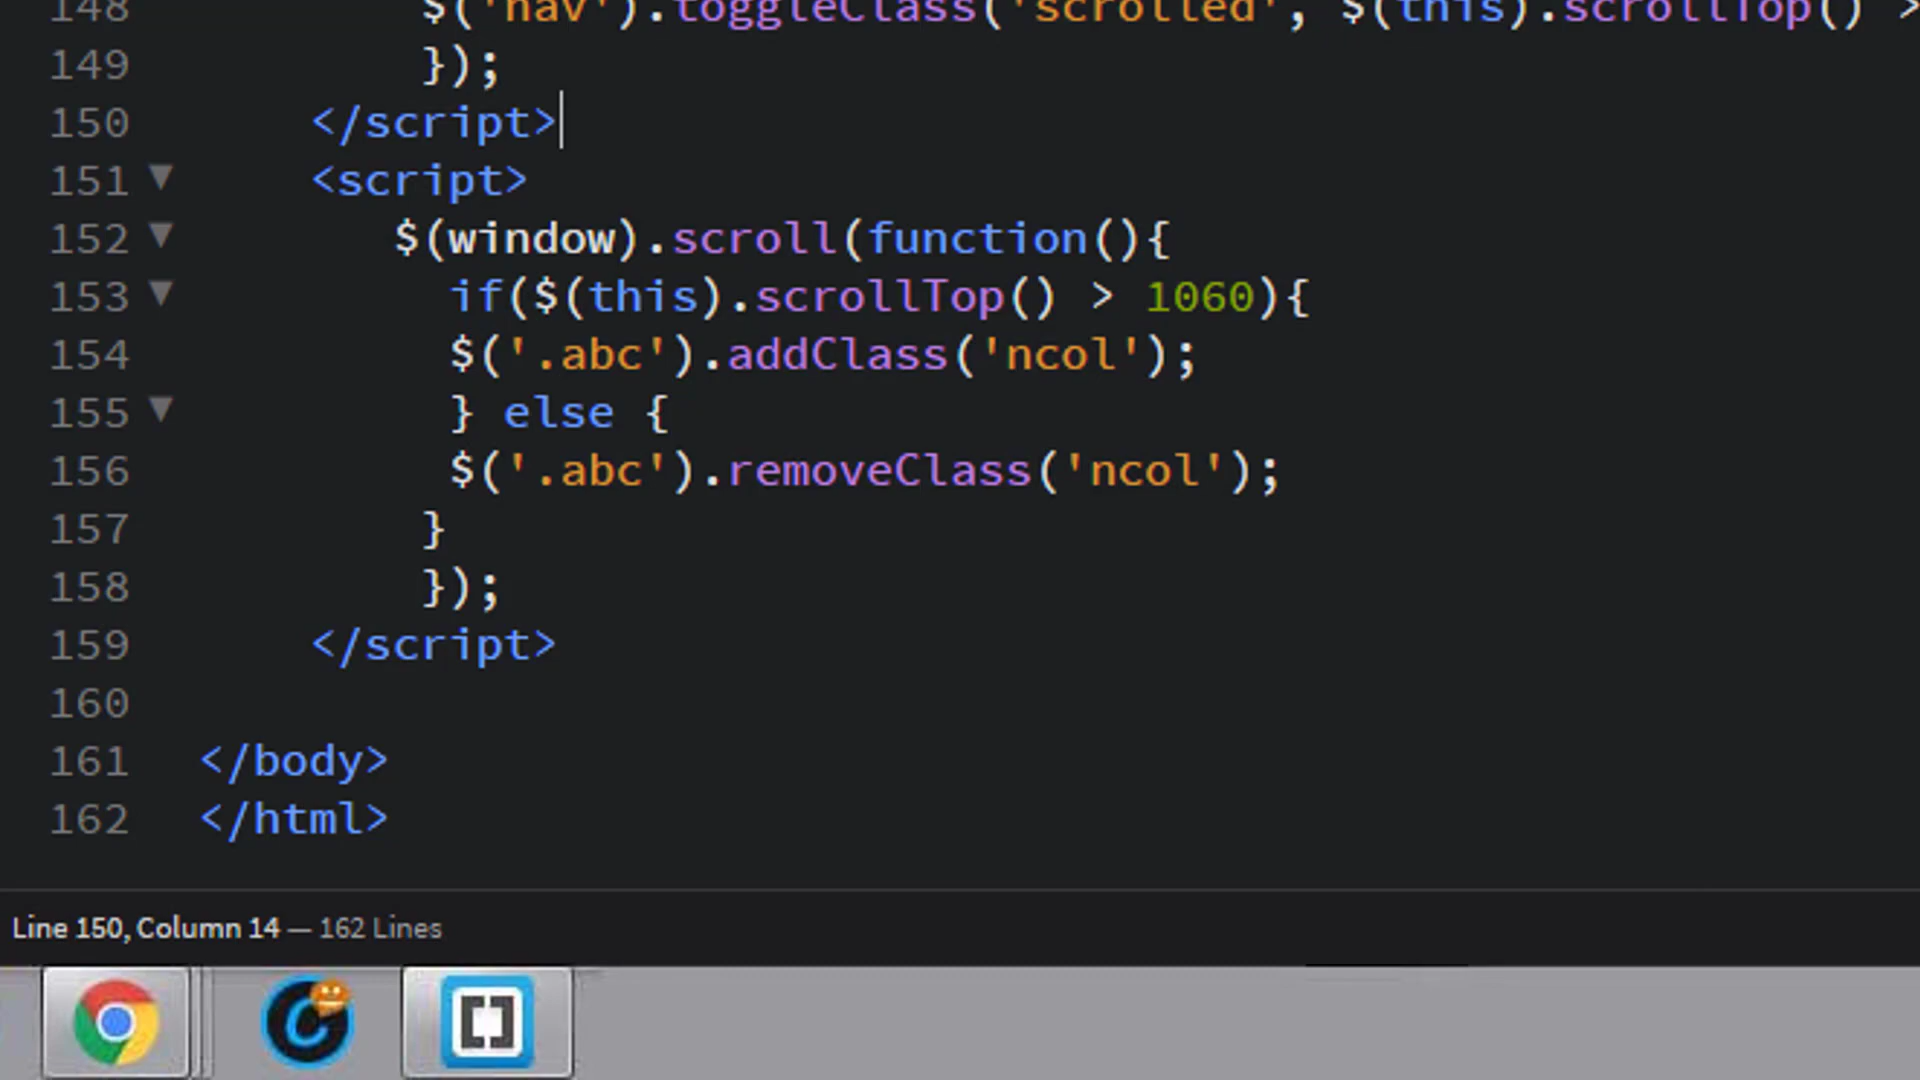 148 $('nav').toggleClass('scrolled', $(this).scrollTop() >
149 });
150 </script>
151 <script>
152 $(window).scroll(function(){
153 if($(this).scrollTop() > 1060){
154 $('.abc').addClass('ncol');
155 } else {
156 $('.abc').removeClass('ncol');
157 }
158 });
159 </script>
160
161 </body>
162 </html>
Line 150, Column 14 — 162 Lines